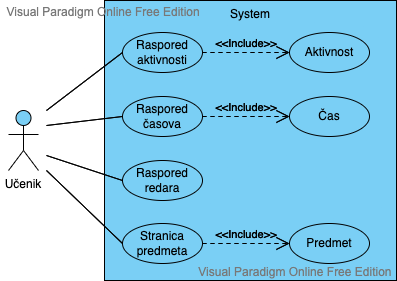 Visual Paradigm Online Free Edition
System
Raspored
aktivnosti
<<Include>>
Aktivnost
Raspored
časova
<<Include>>
Čas
Učenik
Raspored
redara
Stranica
predmeta
<<Include>>
Predmet
Visual Paradigm Online Free Edition